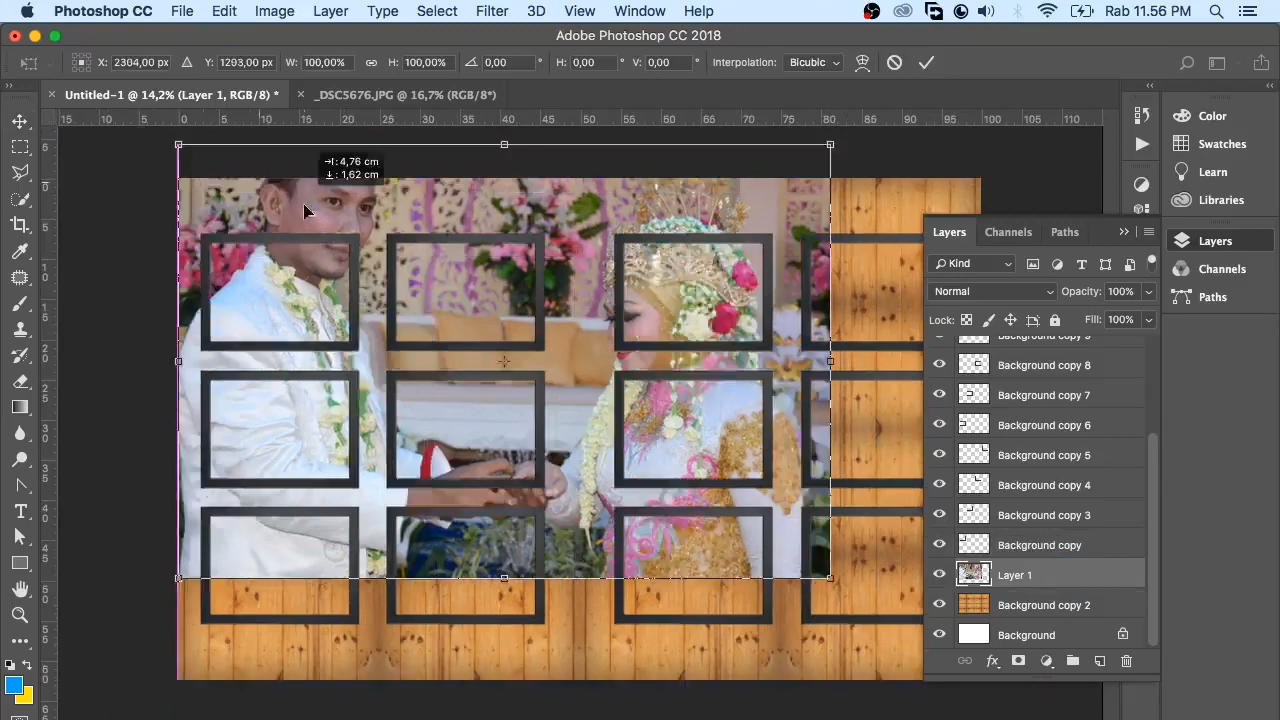 Photoshop CC File Edit Image Layer Type Select Filter 3D View Window Help Rab 11.56 PM
Adobe Photoshop CC 2018
X: 2304,00 px Y: 1293,00 px W: 100,00% H: 100,00% 0,00 ° H: 0,00 ° V: 0,00 ° Interpolation: Bicubic
Untitled-1 @ 14,2% (Layer 1, RGB/8) * _DSC5676.JPG @ 16,7% (RGB/8*)
15 10 5 0 5 10 15 20 25 30 35 40 45 50 55 60 65 70 75 80 85 90 95 100 105 110
: 4,76 cm
: 1,62 cm
Color
Swatches
Learn
Libraries
Layers
Channels
Paths
Layers Channels Paths
Kind
Normal Opacity: 100%
Lock: Fill: 100%
Background copy 9
Background copy 8
Background copy 7
Background copy 6
Background copy 5
Background copy 4
Background copy 3
Background copy
Layer 1
Background copy 2
Background